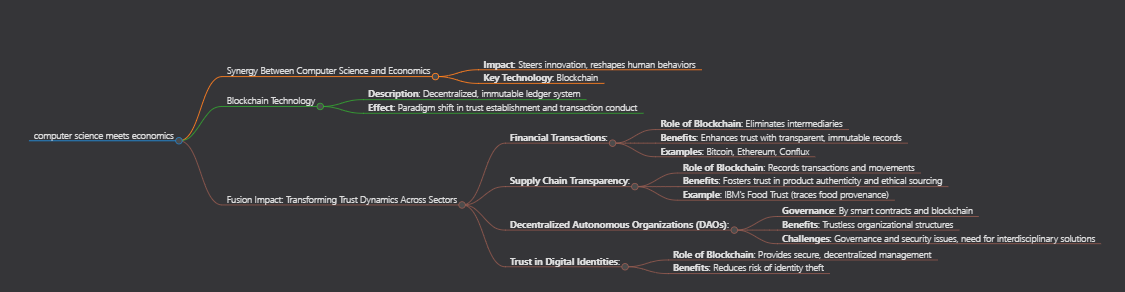 computer science meets economics
Synergy Between Computer Science and Economics
Impact: Steers innovation, reshapes human behaviors
Key Technology: Blockchain
Blockchain Technology
Description: Decentralized, immutable ledger system
Effect: Paradigm shift in trust establishment and transaction conduct
Fusion Impact: Transforming Trust Dynamics Across Sectors
Financial Transactions:
Role of Blockchain: Eliminates intermediaries
Benefits: Enhances trust with transparent, immutable records
Examples: Bitcoin, Ethereum, Conflux
Supply Chain Transparency:
Role of Blockchain: Records transactions and movements
Benefits: Fosters trust in product authenticity and ethical sourcing
Example: IBM's Food Trust (traces food provenance)
Decentralized Autonomous Organizations (DAOs):
Governance: By smart contracts and blockchain
Benefits: Trustless organizational structures
Challenges: Governance and security issues, need for interdisciplinary solutions
Trust in Digital Identities:
Role of Blockchain: Provides secure, decentralized management
Benefits: Reduces risk of identity theft